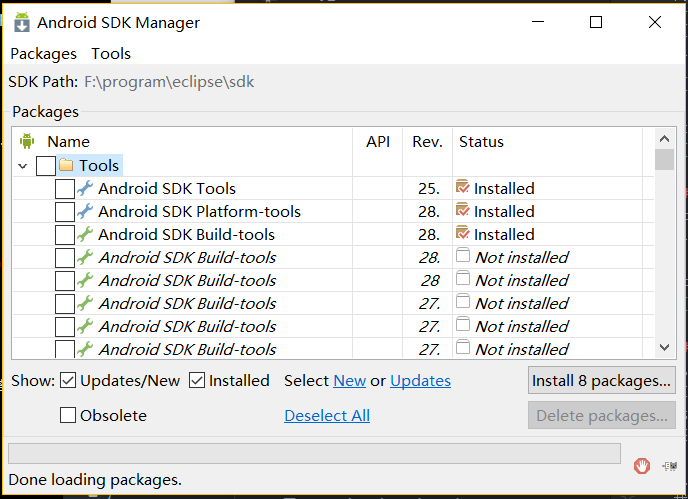 Android SDK Manager
Packages Tools
SDK Path: F:\program\eclipse\sdk
Packages
Name API Rev. Status
Tools
Android SDK Tools 25. Installed
Android SDK Platform-tools 28. Installed
Android SDK Build-tools 28. Installed
Android SDK Build-tools 28. Not installed
Android SDK Build-tools 28 Not installed
Android SDK Build-tools 27. Not installed
Android SDK Build-tools 27. Not installed
Android SDK Build-tools 27. Not installed
Show: Updates/New Installed Select New or Updates Install 8 packages...
Obsolete Deselect All Delete packages...
Done loading packages.